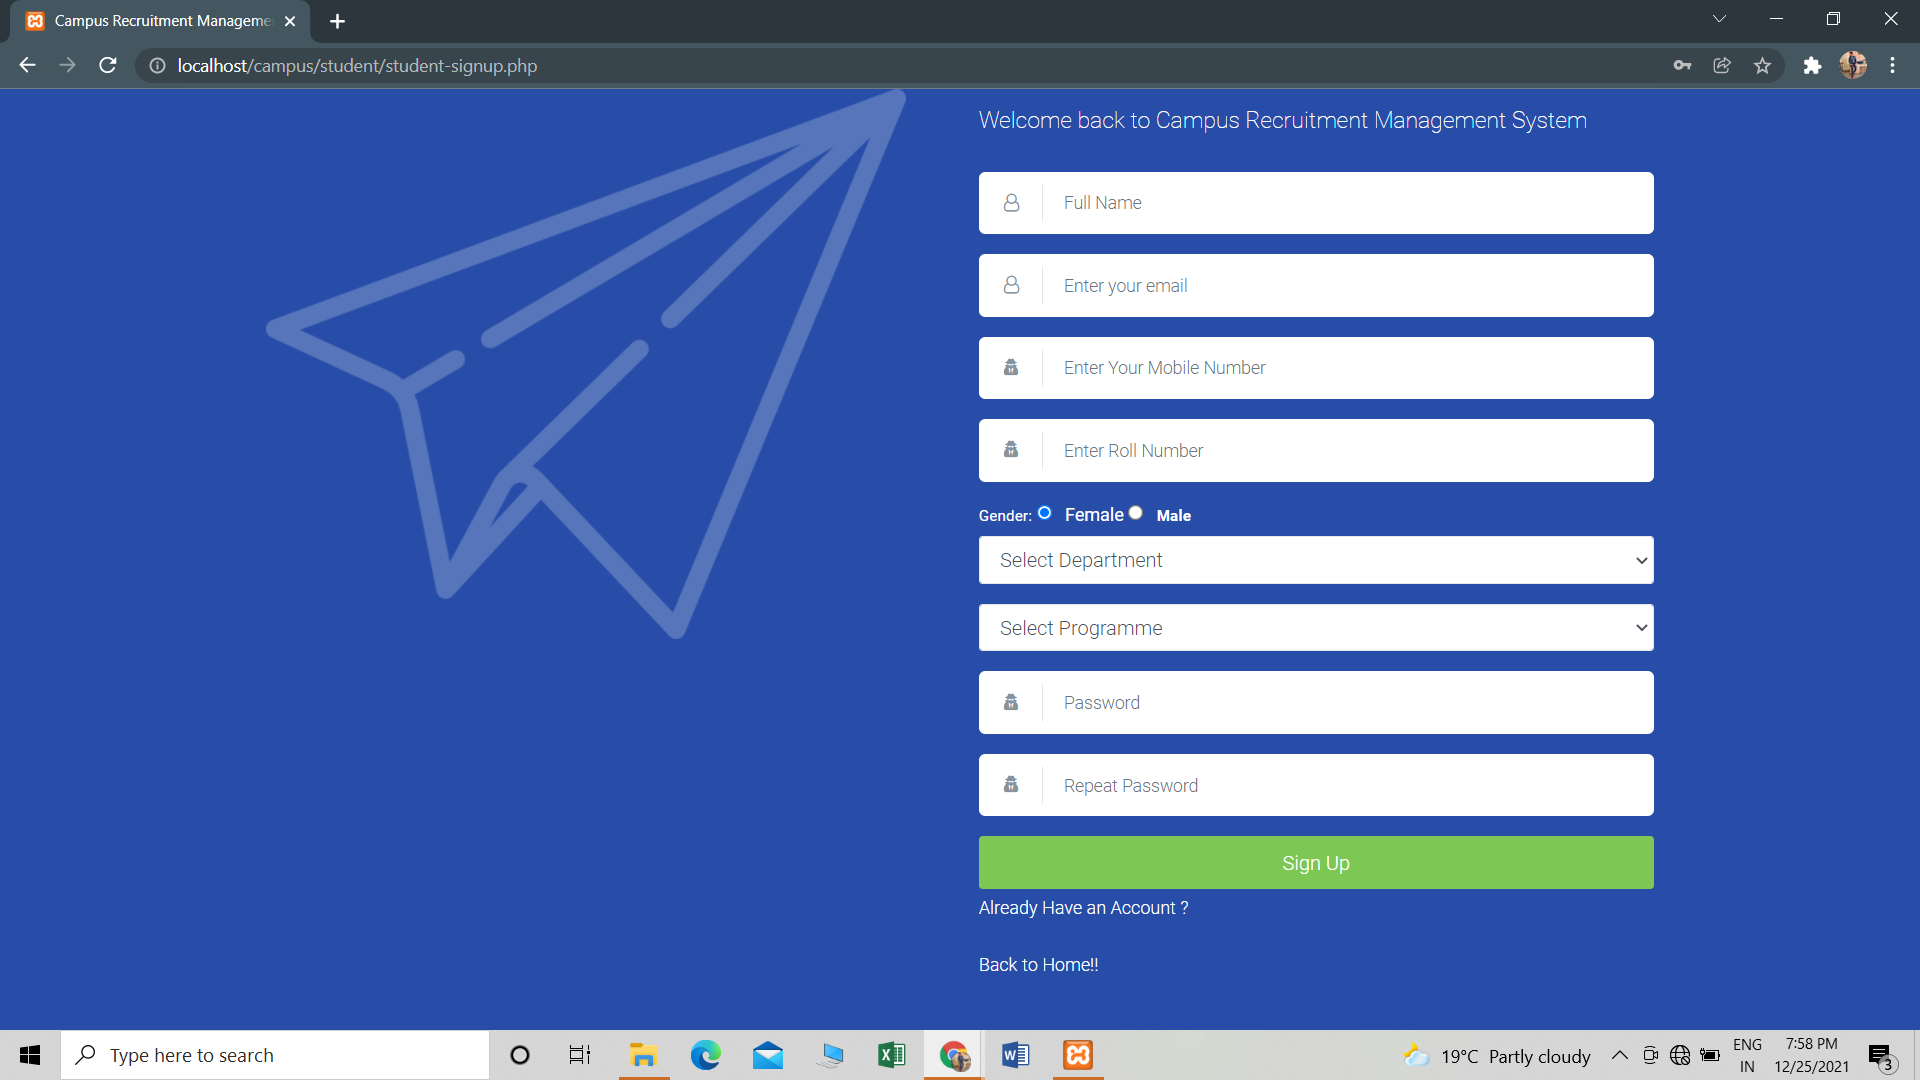 Campus Recruitment Manageme
localhost/campus/student/student-signup.php
Welcome back to Campus Recruitment Management System
Full Name
Enter your email
Enter Your Mobile Number
Enter Roll Number
Gender: Female Male
Select Department
Select Programme
Password
Repeat Password
Sign Up
Already Have an Account ?
Back to Home!!
Type here to search
19°C Partly cloudy
ENG
IN
7:58 PM
12/25/2021
3